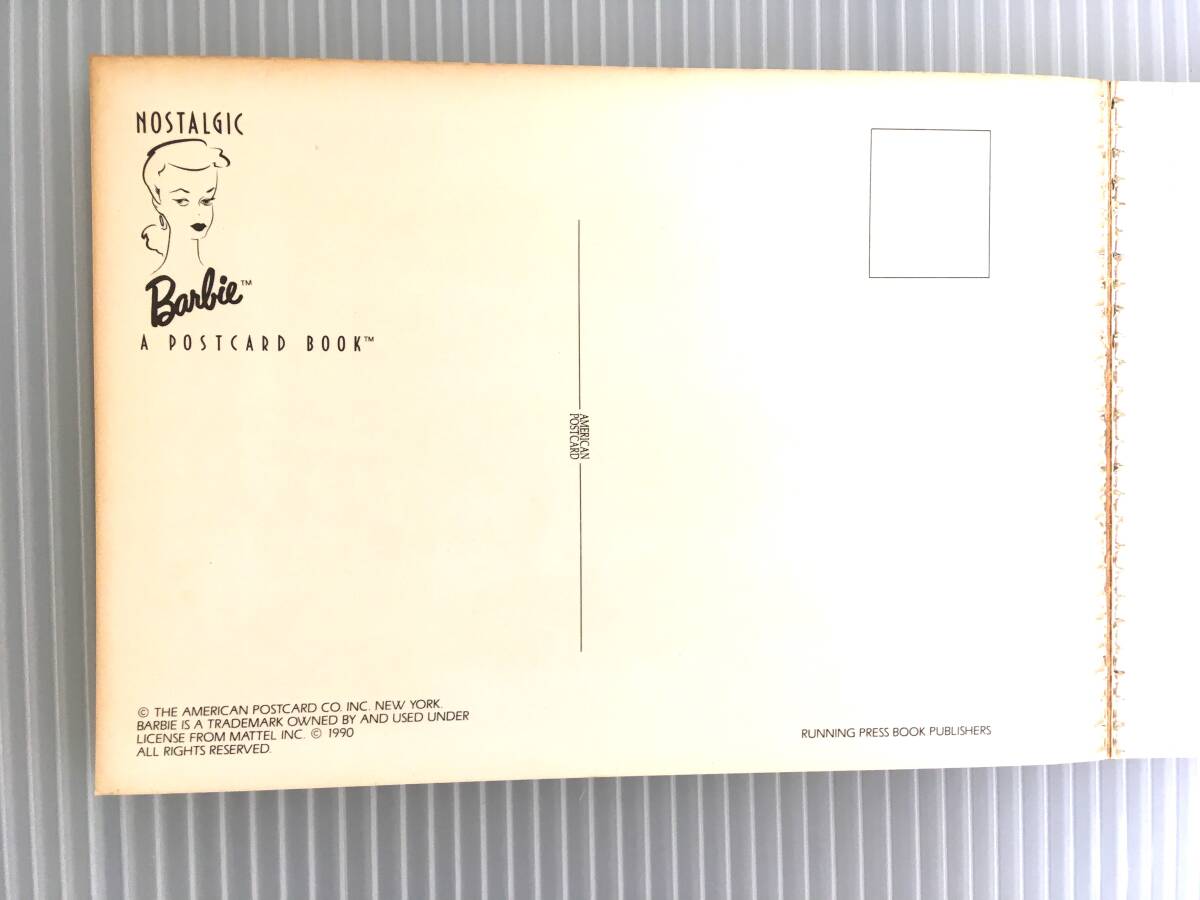 NOSTALGIC
Barbie™
A POSTCARD BOOK™
AMERICAN
POSTCARD
© THE AMERICAN POSTCARD CO. INC. NEW YORK.
BARBIE IS A TRADEMARK OWNED BY AND USED UNDER
LICENSE FROM MATTEL INC. © 1990
ALL RIGHTS RESERVED.
RUNNING PRESS BOOK PUBLISHERS